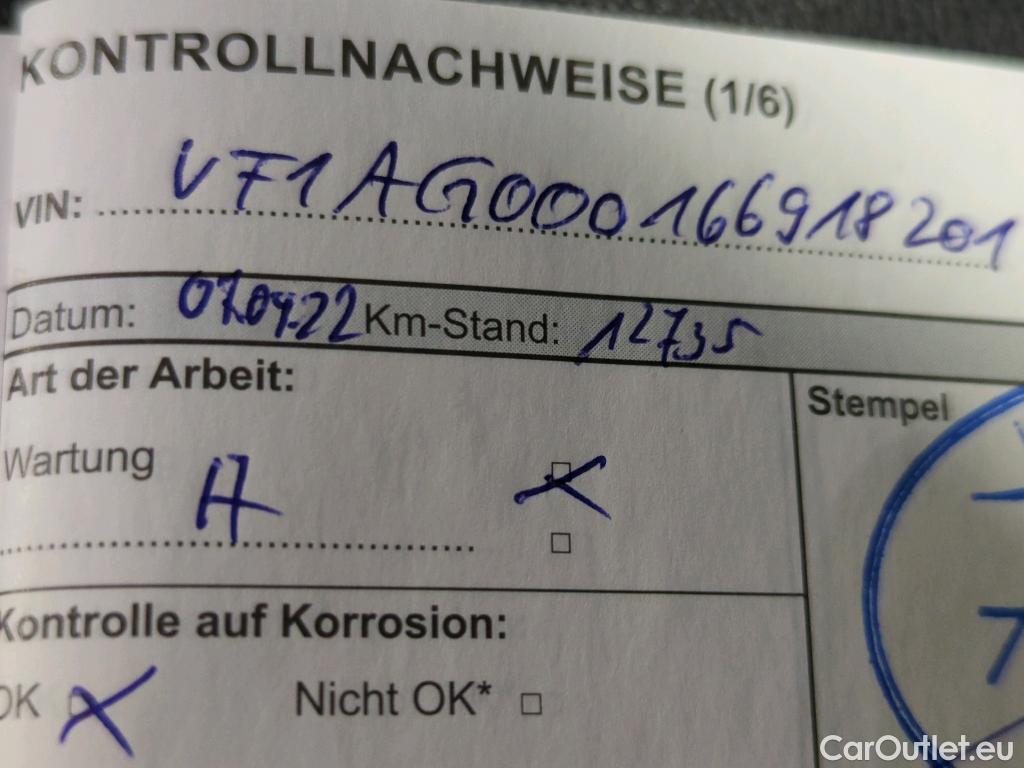 KONTROLLNACHWEISE (1/6)
VIN: VF1AG000166918201
Datum: 07.04.22 Km-Stand: 12735
Art der Arbeit:
Stempel
Wartung
A
Kontrolle auf Korrosion:
OK X Nicht OK* □
CarOutlet.eu